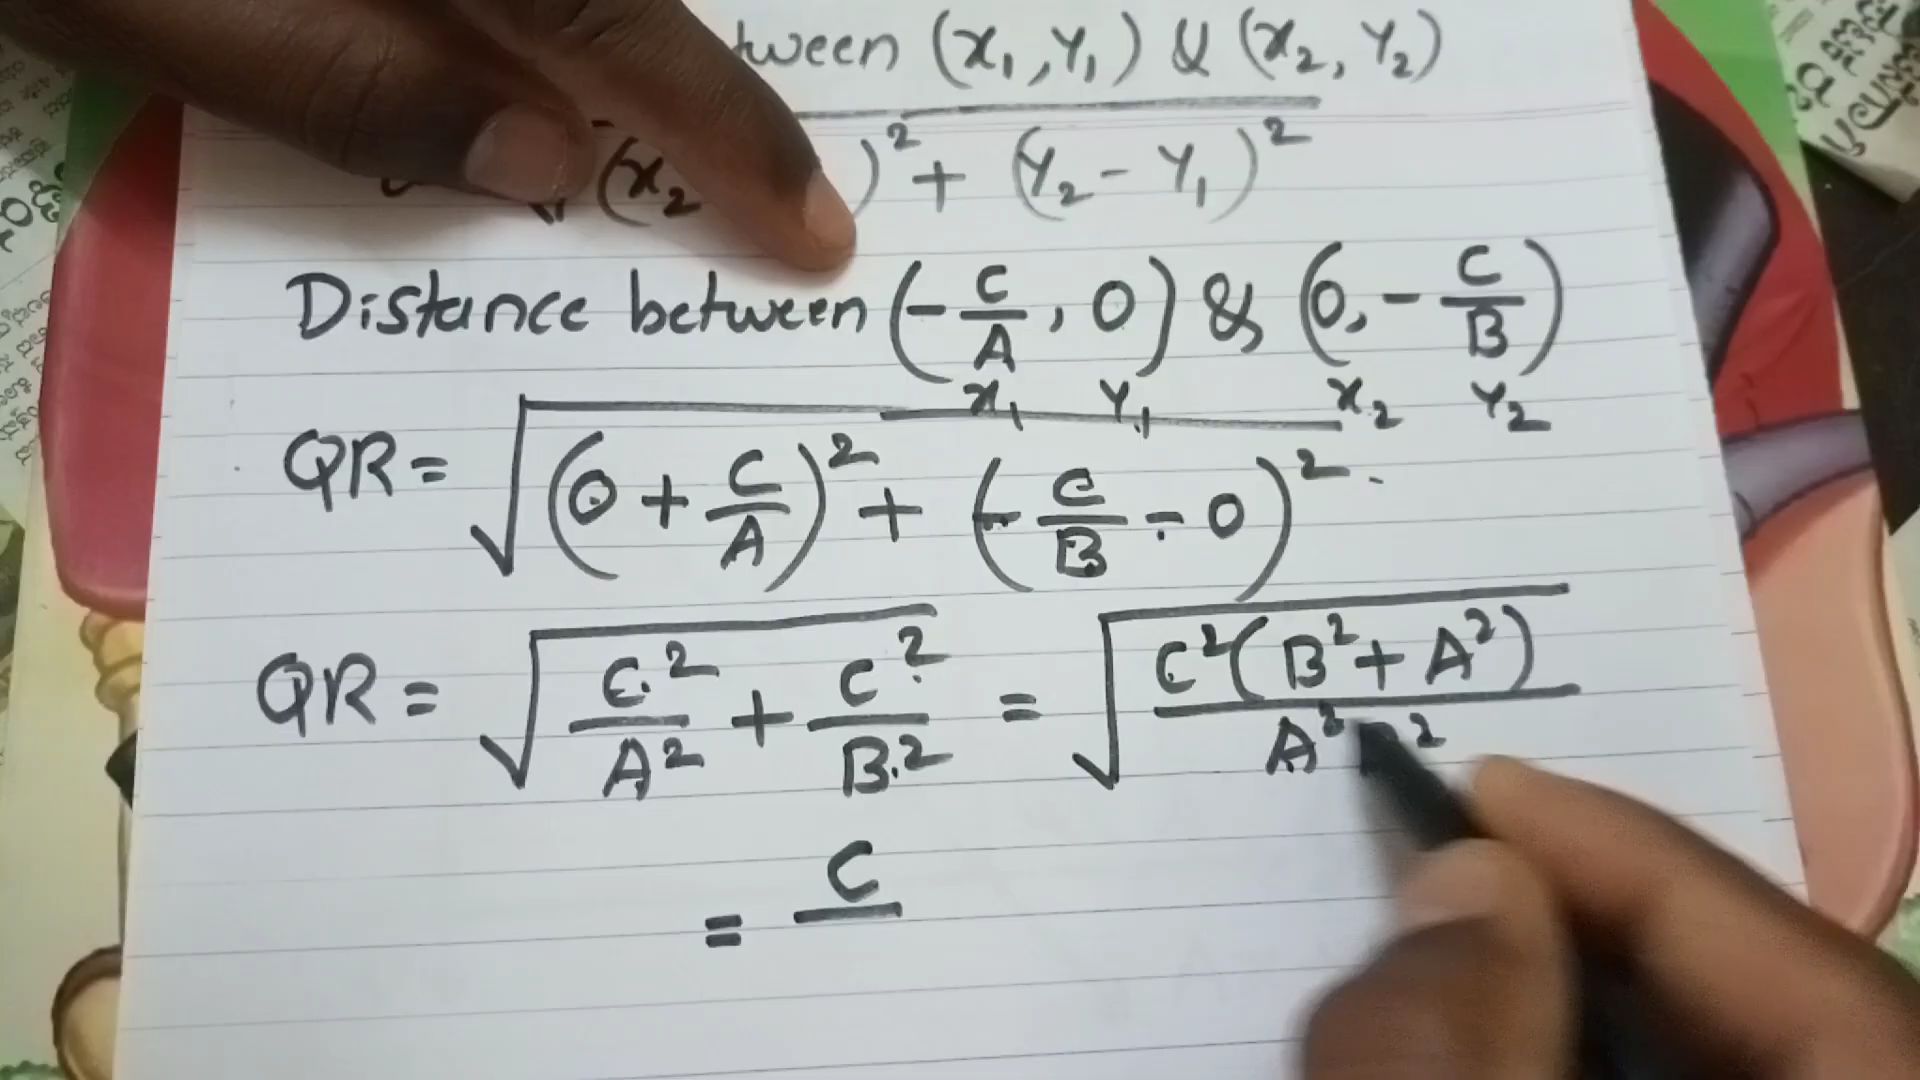 (x₁, y₁) & (x₂, y₂)
(x₂ )² + (y₂ - y₁)²
Distance between (-C/A, 0) & (0, -C/B)
x₁ y₁ x₂ y₂
QR = √((0 + C/A)² + (-C/B - 0)²)
QR = √(C²/A² + C²/B²) = √(C²(B² + A²)/A² ²)
= C